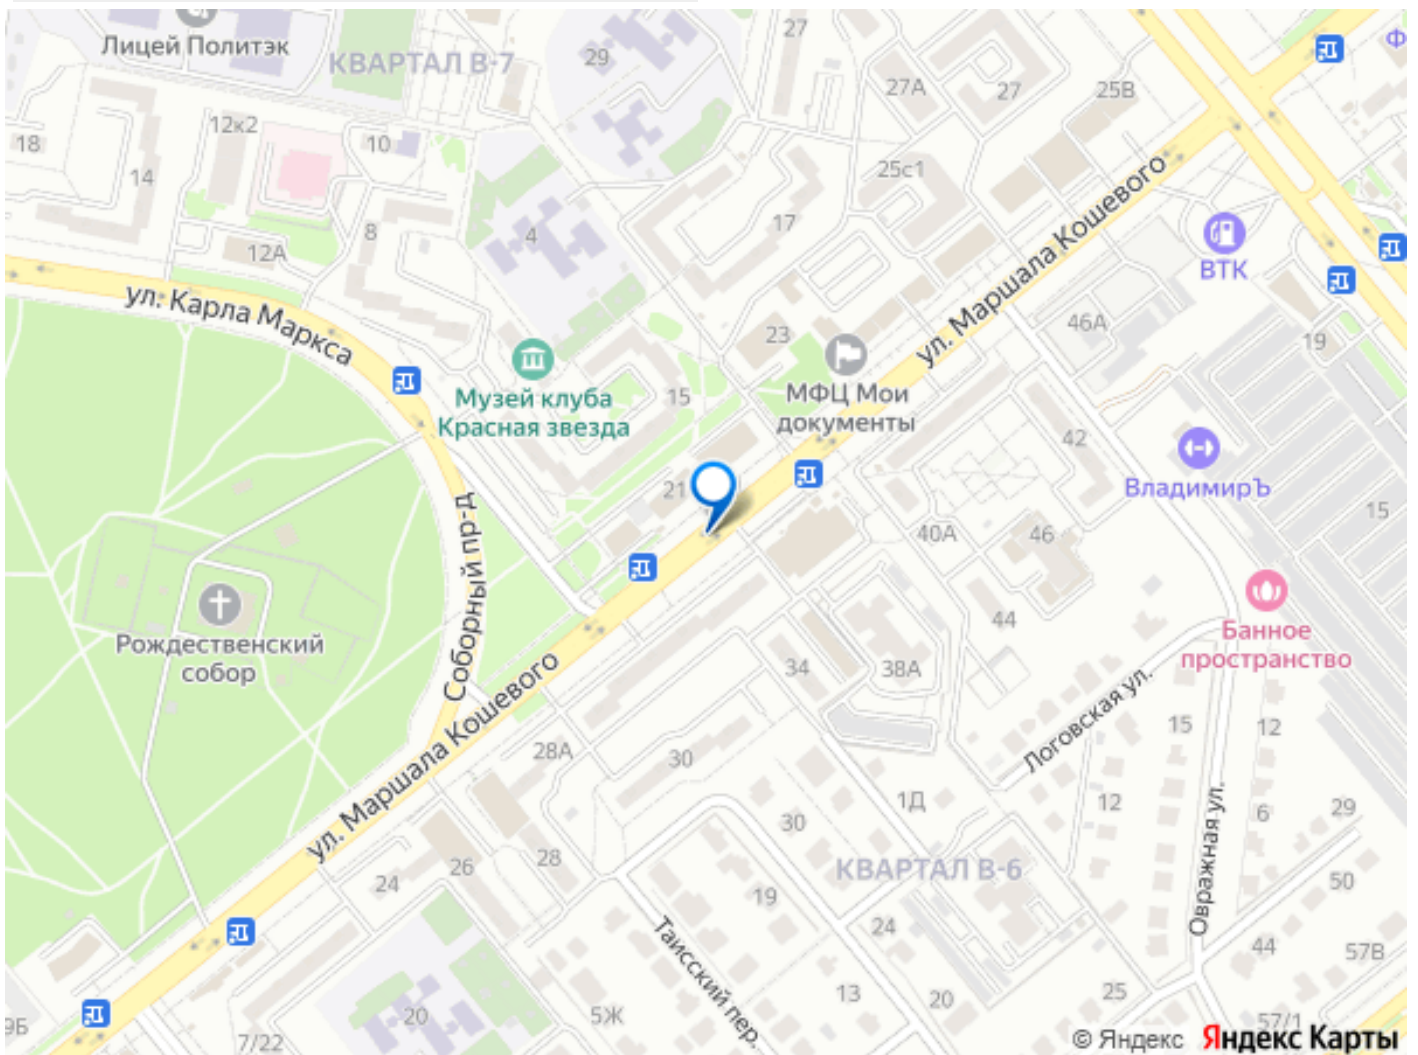 Лицей Политэк
КВАРТАЛ В-7
29
27
27А
27
25В
Ф
18
12к2
10
14
25с1
17
4
8
12А
ВТК
ул. Карла Маркса
ул. Маршала Кошевого
46А
19
23
МФЦ Мои
документы
Музей клуба
Красная звезда
15
42
ВладимирЪ
21
15
Соборный пр-д
40А
46
Рождественский
собор
44
Банное
пространство
34
38А
Логовская ул.
15
12
ул. Маршала Кошевого
28А
30
1Д
12
6
29
30
Овражная ул.
24
26
28
КВАРТАЛ В-6
19
50
24
44
57В
Таисский пер.
9Б
7/22
20
5Ж
13
20
25
57/1
© Яндекс Яндекс Карты